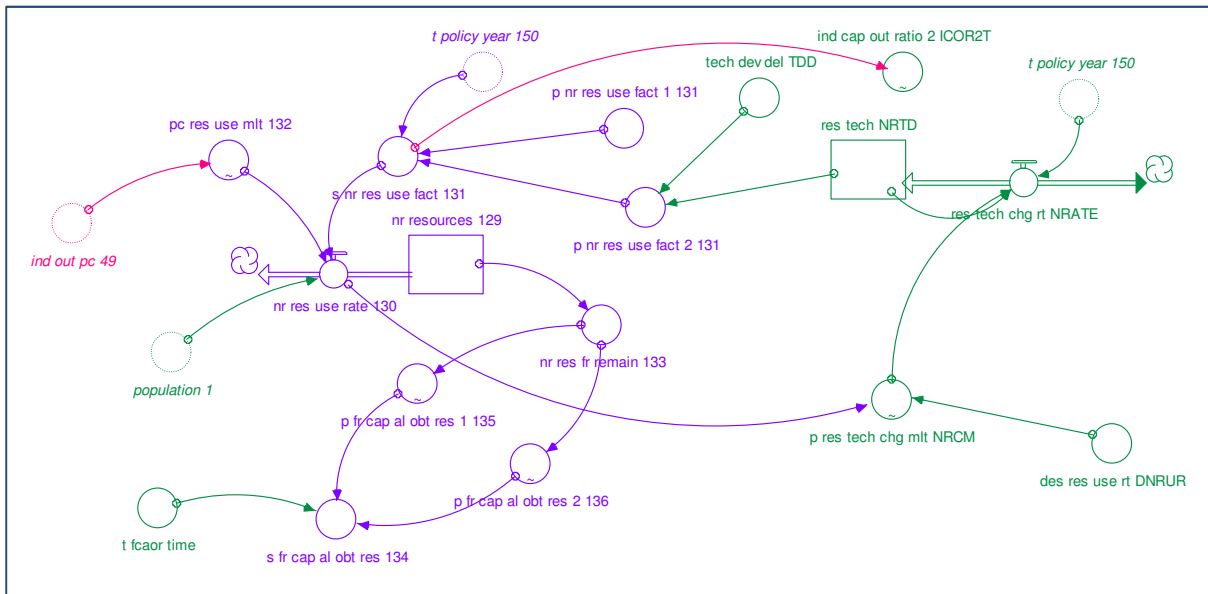 t policy year 150
ind cap out ratio 2 ICOR2T
tech dev del TDD
t policy year 150
p nr res use fact 1 131
pc res use mlt 132
res tech NRTD
s nr res use fact 131
nr resources 129
res tech chg rt NRATE
p nr res use fact 2 131
ind out pc 49
nr res use rate 130
nr res fr remain 133
population 1
p fr cap al obt res 1 135
p res tech chg mlt NRCM
des res use rt DNRUR
p fr cap al obt res 2 136
t fcaor time
s fr cap al obt res 134